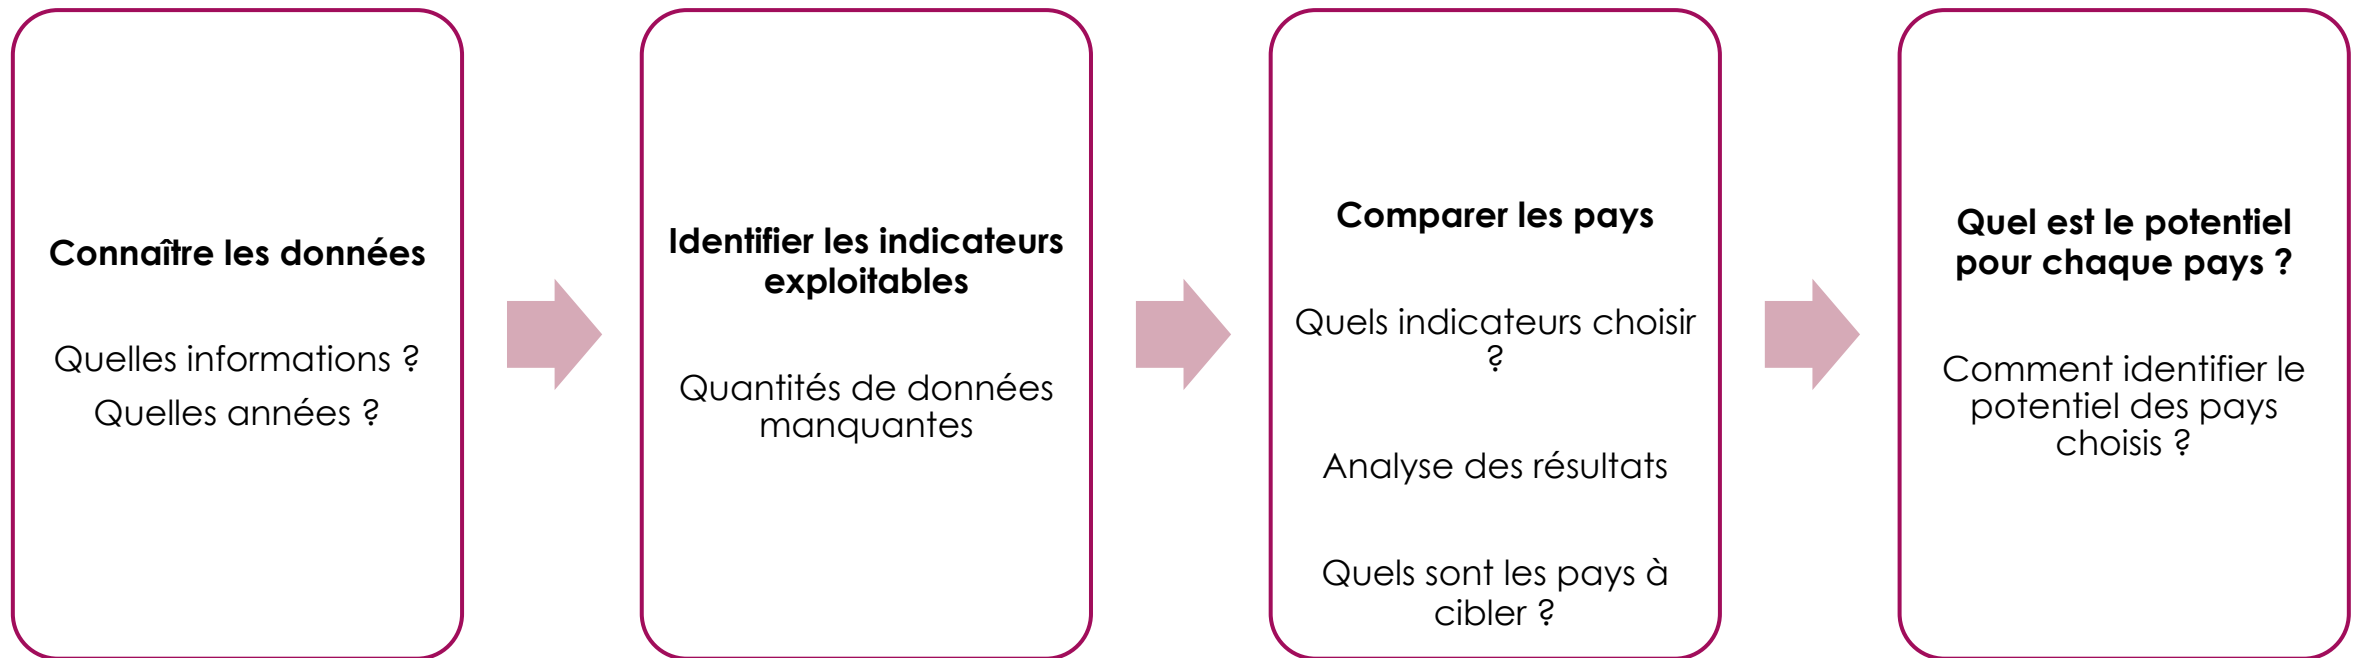 Connaître les données
Quelles informations ?
Quelles années ?
Identifier les indicateurs
exploitables
Quantités de données
manquantes
Comparer les pays
Quels indicateurs choisir
?
Analyse des résultats
Quels sont les pays à
cibler ?
Quel est le potentiel
pour chaque pays ?
Comment identifier le
potentiel des pays
choisis ?